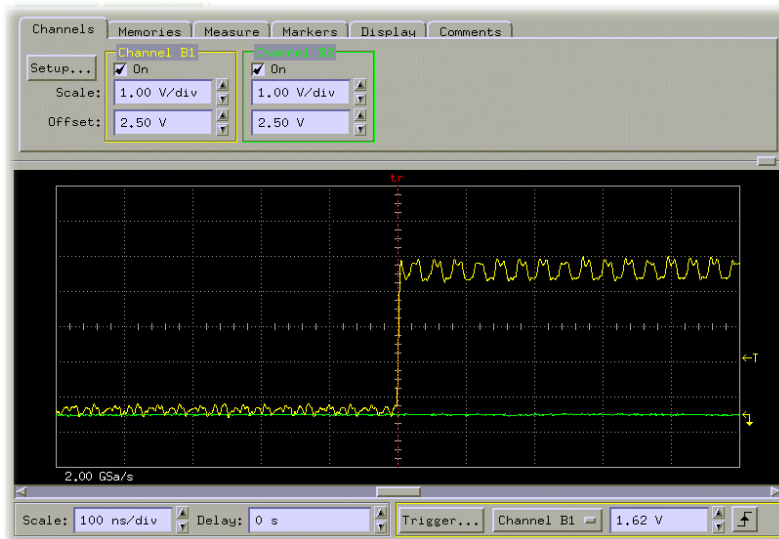 Channels Memories Measure Markers Display Comments
Channel B1 Channel B2
Setup... On On
Scale: 1.00 V/div 1.00 V/div
Offset: 2.50 V 2.50 V
tr
←T
2.00 GSa/s
Scale: 100 ns/div Delay: 0 s Trigger... Channel B1 1.62 V